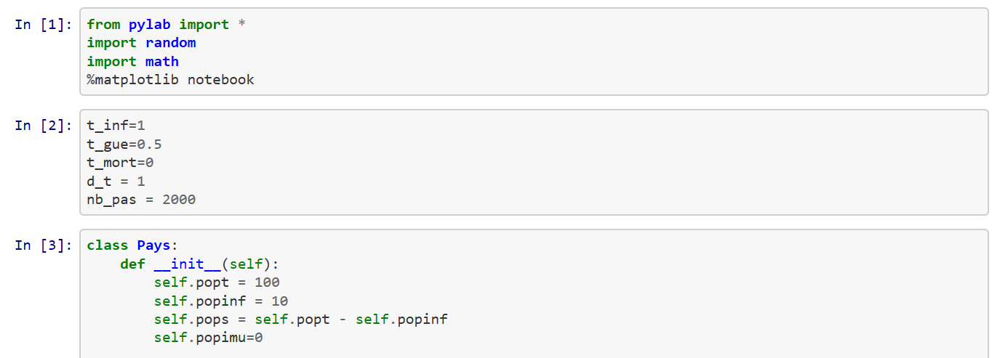 In [1]: from pylab import *
import random
import math
%matplotlib notebook
In [2]: t_inf=1
t_gue=0.5
t_mort=0
d_t = 1
nb_pas = 2000
In [3]: class Pays:
    def __init__(self):
        self.popt = 100
        self.popinf = 10
        self.pops = self.popt - self.popinf
        self.popimu=0